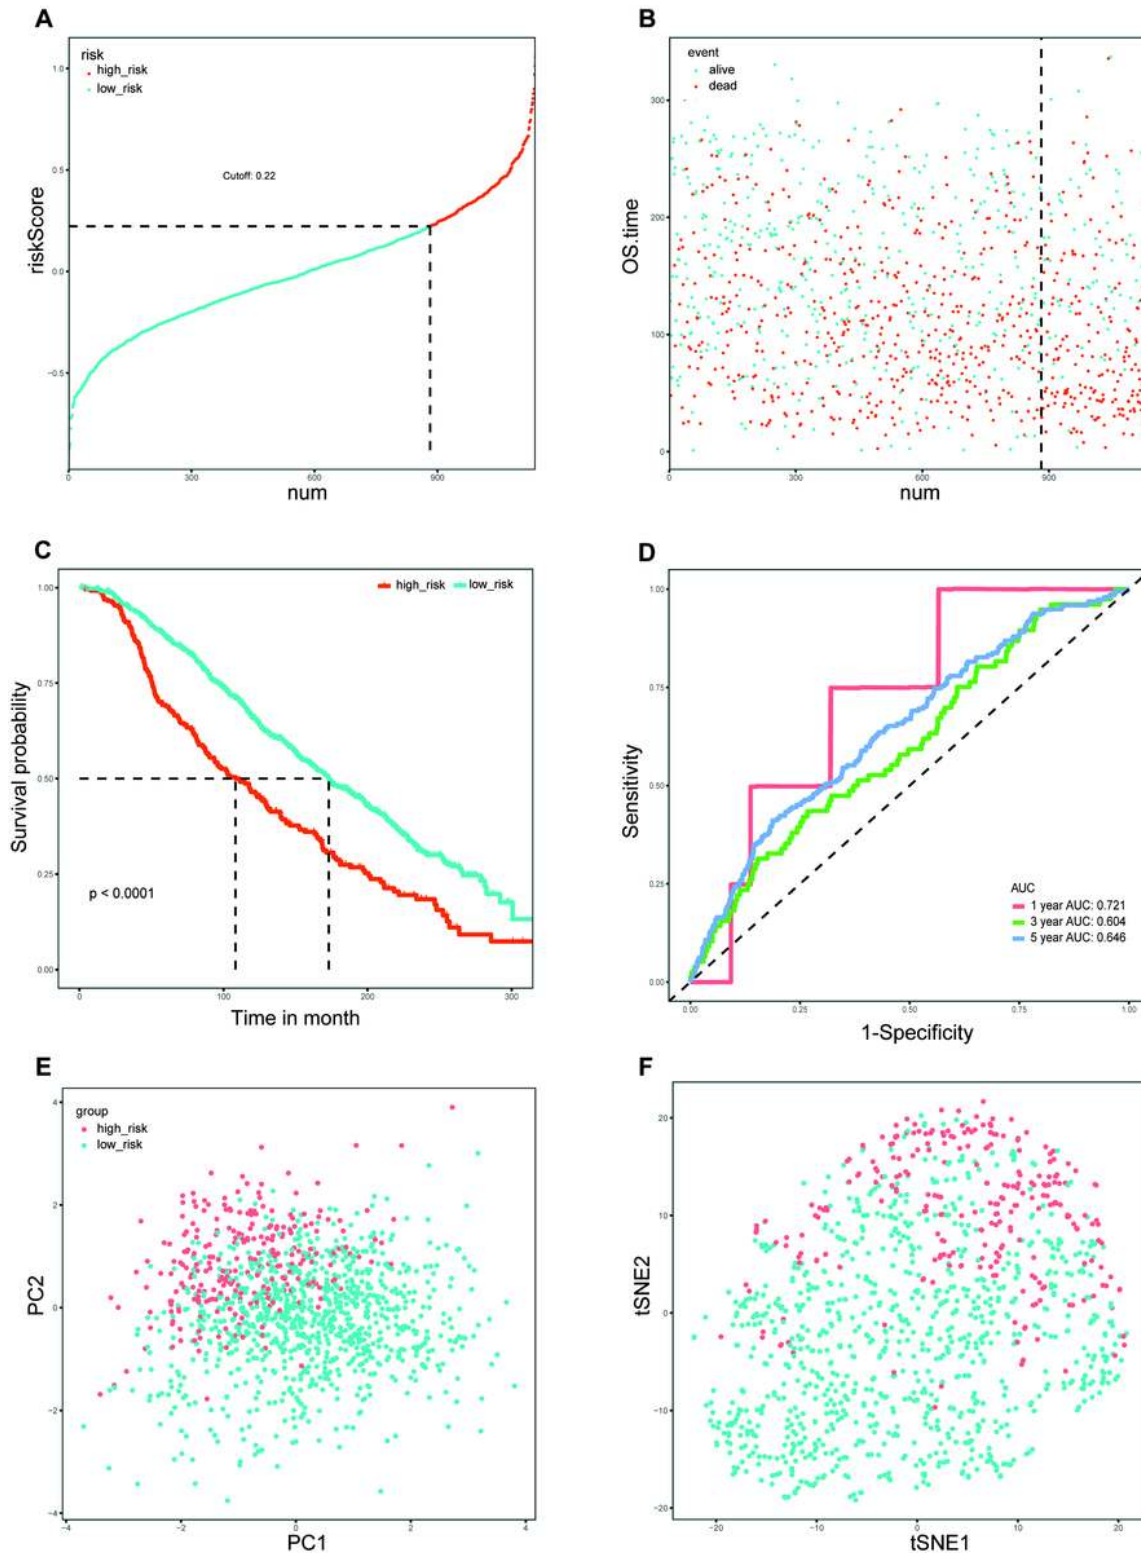 A
risk
high_risk
low_risk
Cutoff: 0.22
1.0
0.5
0.0
−0.5
riskScore
0
300
600
900
num
B
event
alive
dead
300
200
100
0
OS.time
0
300
600
900
num
C
high_risk low_risk
1.00
0.75
0.50
0.25
0.00
Survival probability
p < 0.0001
0
100
200
300
Time in month
D
1.00
0.75
0.50
0.25
0.00
Sensitivity
AUC
1 year AUC: 0.721
3 year AUC: 0.604
5 year AUC: 0.646
0.00
0.25
0.50
0.75
1.00
1-Specificity
E
group
high_risk
low_risk
4
2
0
−2
−4
PC2
−4
−2
0
2
4
PC1
F
20
10
0
−10
−20
tSNE2
−20
−10
0
10
20
tSNE1